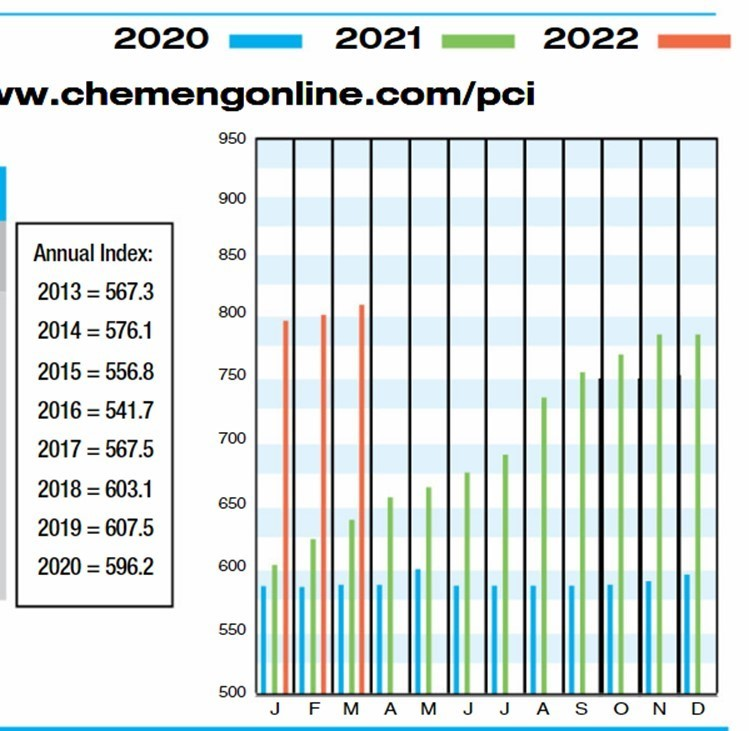 2020 2021 2022
ww.chemengonline.com/pci
Annual Index:
2013 = 567.3
2014 = 576.1
2015 = 556.8
2016 = 541.7
2017 = 567.5
2018 = 603.1
2019 = 607.5
2020 = 596.2
950
900
850
800
750
700
650
600
550
500
J F M A M J J A S O N D